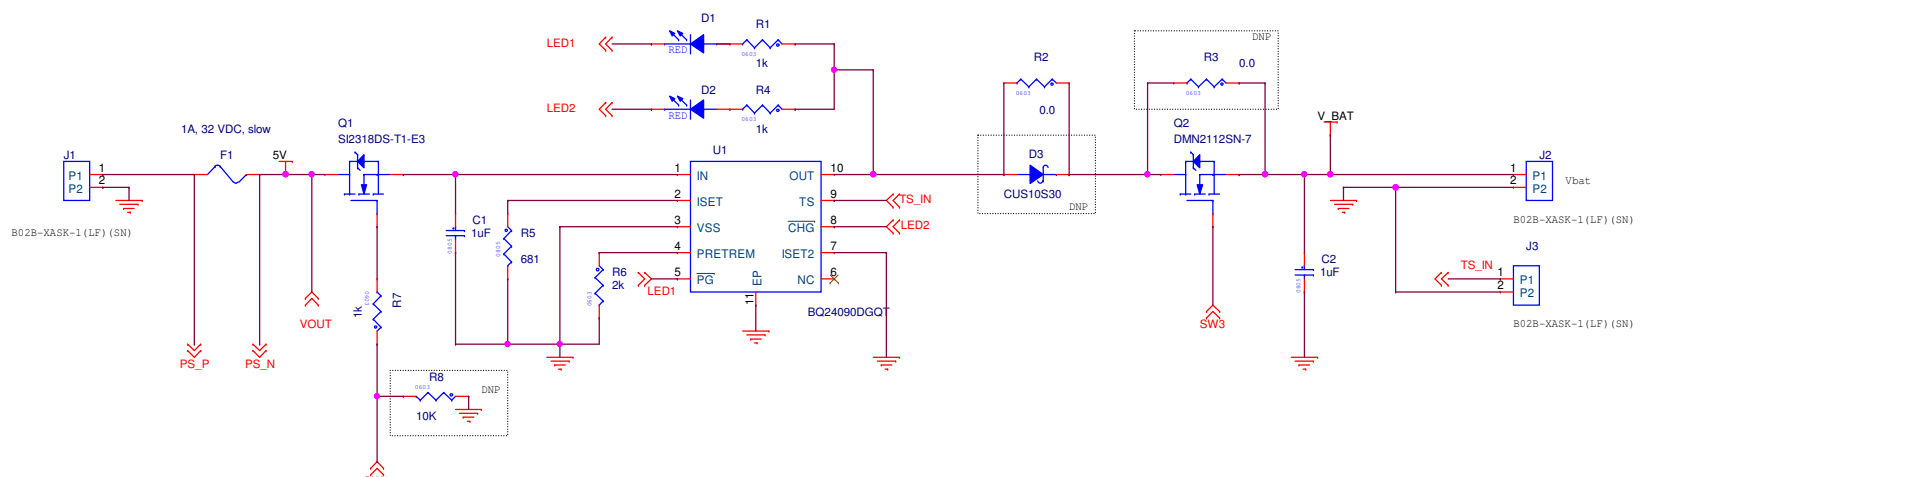 LED1
D1
RED
R1
0603
1k
LED2
D2
RED
R4
0603
1k
R2
0603
0.0
DNP
R3
0.0
0603
1A, 32 VDC, slow
Q1
SI2318DS-T1-E3
J1
P1
P2
1
2
F1
5V
B02B-XASK-1(LF)(SN)
PS_P
PS_N
VOUT
1k
R7
R8
0603
DNP
10K
C1
1uF
0805
R5
681
0805
R6
2k
0603
U1
1
IN
2
ISET
3
VSS
4
PRETREM
5
PG
LED1
EP
11
10
OUT
9
TS
TS_IN
8
CHG
LED2
7
ISET2
6
NC
BQ24090DGQT
D3
CUS10S30
DNP
Q2
DMN2112SN-7
SW3
V_BAT
C2
1uF
0805
J2
1
2
P1
P2
Vbat
B02B-XASK-1(LF)(SN)
J3
TS_IN
1
2
P1
P2
B02B-XASK-1(LF)(SN)